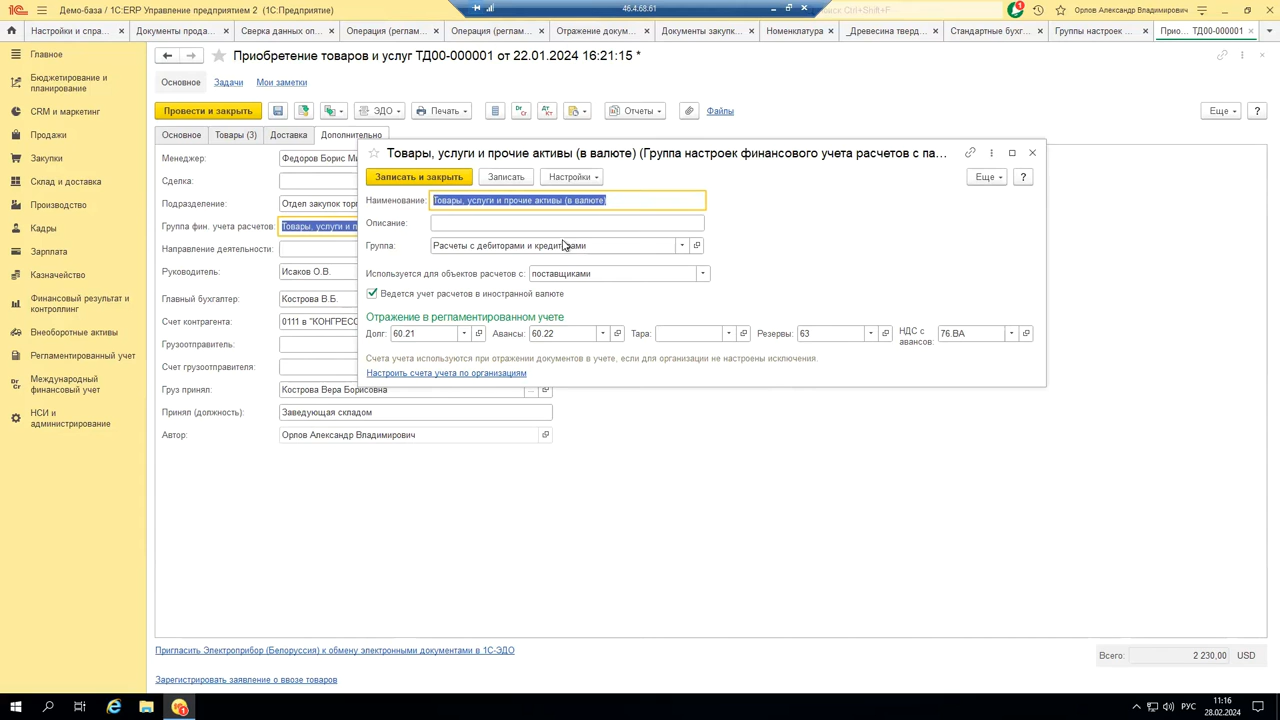 46.4.68.61
Демо-база / 1С:ERP Управление предприятием 2 (1С:Предприятие)
Ctrl+Shift+F
Орлов Александр Владимирович
Настройки и спра...
Документы прода...
Сверка данных оп...
Операция (реглам...
Операция (реглам...
Отражение докум...
Документы закупк...
Номенклатура
_Древесина тверд...
Стандартные бухг...
Группы настроек ...
Прио... ТД00-000001
Главное
Бюджетирование и
планирование
CRM и маркетинг
Продажи
Закупки
Склад и доставка
Производство
Кадры
Зарплата
Казначейство
Финансовый результат и
контроллинг
Внеоборотные активы
Регламентированный учет
Международный
финансовый учет
НСИ и
администрирование
Приобретение товаров и услуг ТД00-000001 от 22.01.2024 16:21:15 *
Основное Задачи Мои заметки
Провести и закрыть ЭДО Печать Отчеты Файлы Еще ?
Основное Товары (3) Доставка Дополнительно
Менеджер: Федоров Борис Ми
Сделка:
Подразделение: Отдел закупок тор
Группа фин. учета расчетов: Товары, услуги и п
Направление деятельности:
Руководитель: Исаков О.В.
Главный бухгалтер: Кострова В.Б.
Счет контрагента: 0111 в "КОНГРЕСС
Грузоотправитель:
Счет грузоотправителя:
Груз принял: Кострова Вера Борисовна
Принял (должность): Заведующая складом
Автор: Орлов Александр Владимирович
Товары, услуги и прочие активы (в валюте) (Группа настроек финансового учета расчетов с па...
Записать и закрыть Записать Настройки Еще ?
Наименование: Товары, услуги и прочие активы (в валюте)
Описание:
Группа: Расчеты с дебиторами и кредиторами
Используется для объектов расчетов с: поставщиками
Ведется учет расчетов в иностранной валюте
Отражение в регламентированном учете
Долг: 60.21 Авансы: 60.22 Тара: Резервы: 63 НДС с авансов: 76.ВА
Счета учета используются при отражении документов в учете, если для организации не настроены исключения.
Настроить счета учета по организациям
Пригласить Электроприбор (Белоруссия) к обмену электронными документами в 1С-ЭДО
Всего: 2 230,00 USD
Зарегистрировать заявление о ввозе товаров
РУС
11:16
28.02.2024